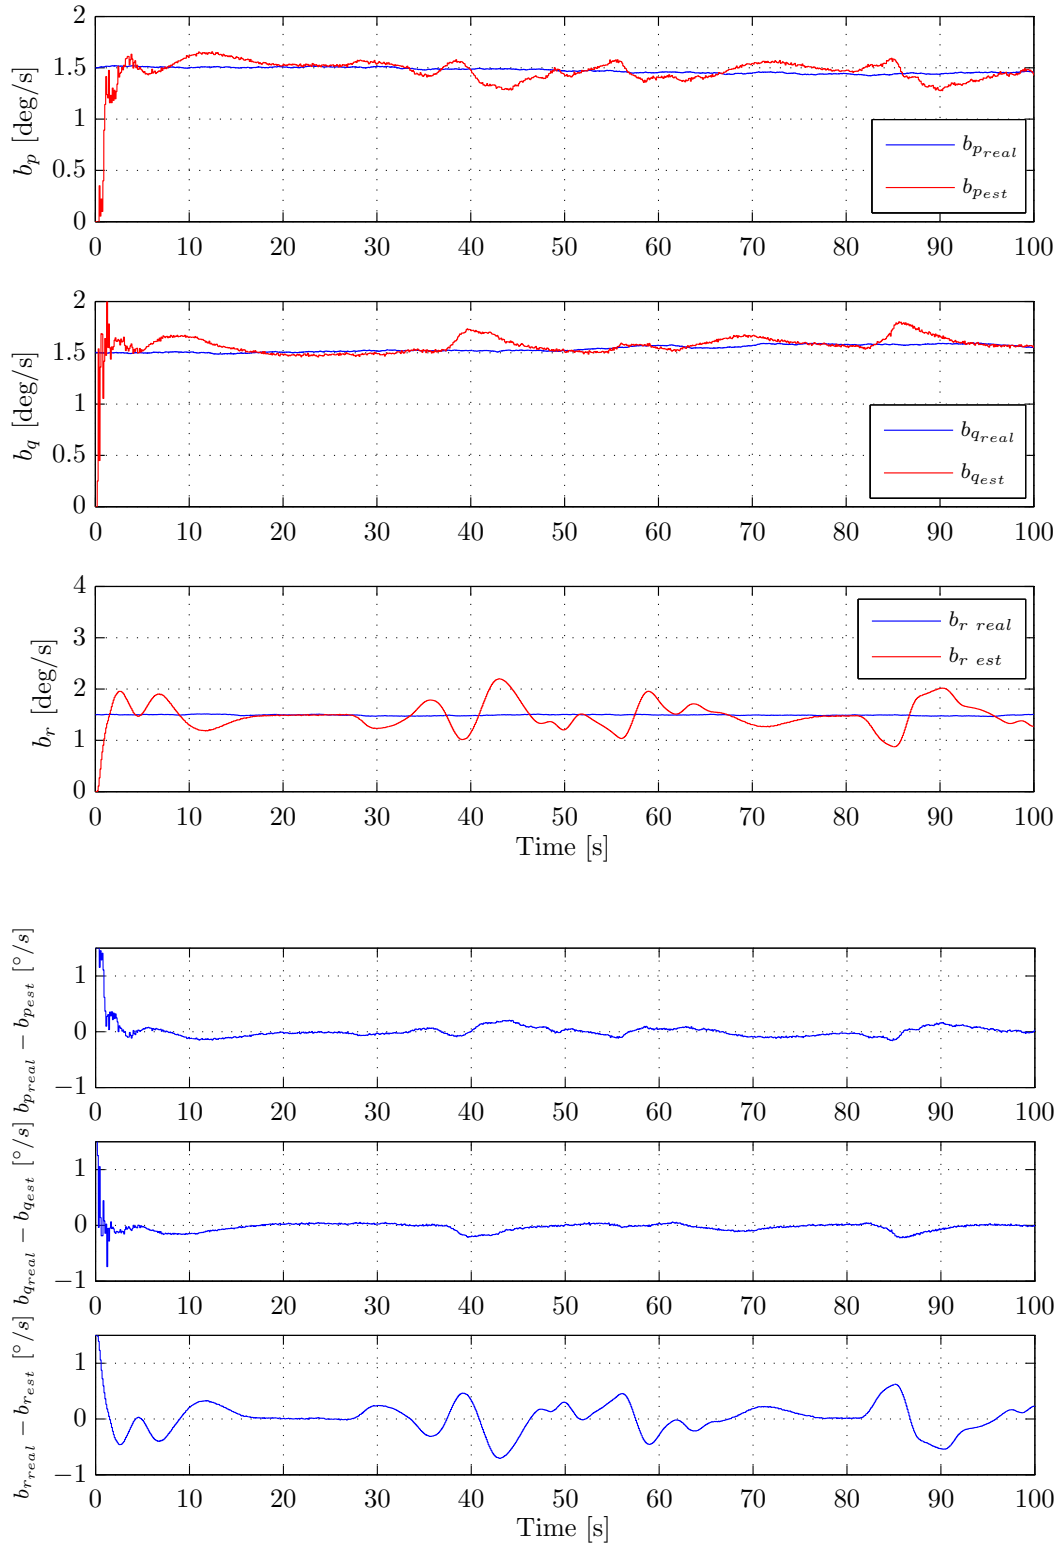 b_p [deg/s]
2
1.5
1
0.5
0
0 10 20 30 40 50 60 70 80 90 100
b_{p_{real}}
b_{p_{est}}
b_q [deg/s]
2
1.5
1
0.5
0
0 10 20 30 40 50 60 70 80 90 100
b_{q_{real}}
b_{q_{est}}
b_r [deg/s]
4
3
2
1
0
0 10 20 30 40 50 60 70 80 90 100
b_{r real}
b_{r est}
Time [s]
b_{p_{real}} − b_{p_{est}} [°/s]
1
0
−1
0 10 20 30 40 50 60 70 80 90 100
b_{q_{real}} − b_{q_{est}} [°/s]
1
0
−1
0 10 20 30 40 50 60 70 80 90 100
b_{r_{real}} − b_{r_{est}} [°/s]
1
0
−1
0 10 20 30 40 50 60 70 80 90 100
Time [s]